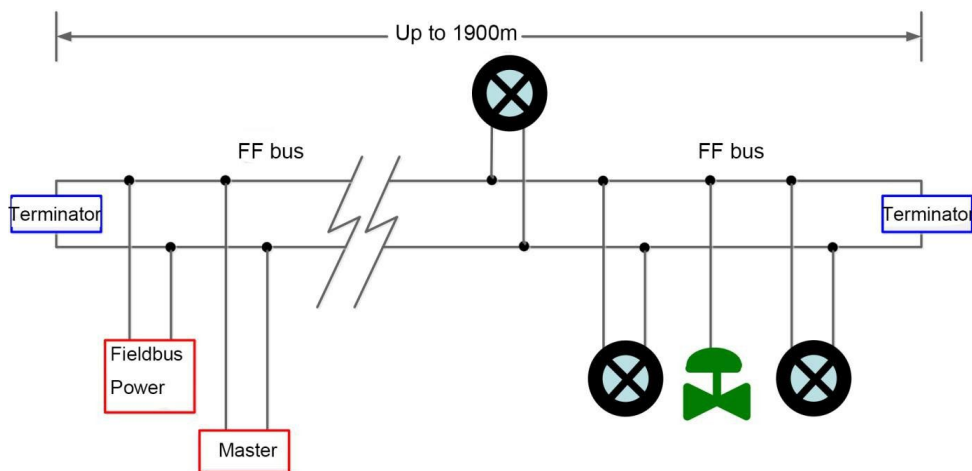 Up to 1900m
FF bus
FF bus
Terminator
Terminator
Fieldbus
Power
Master